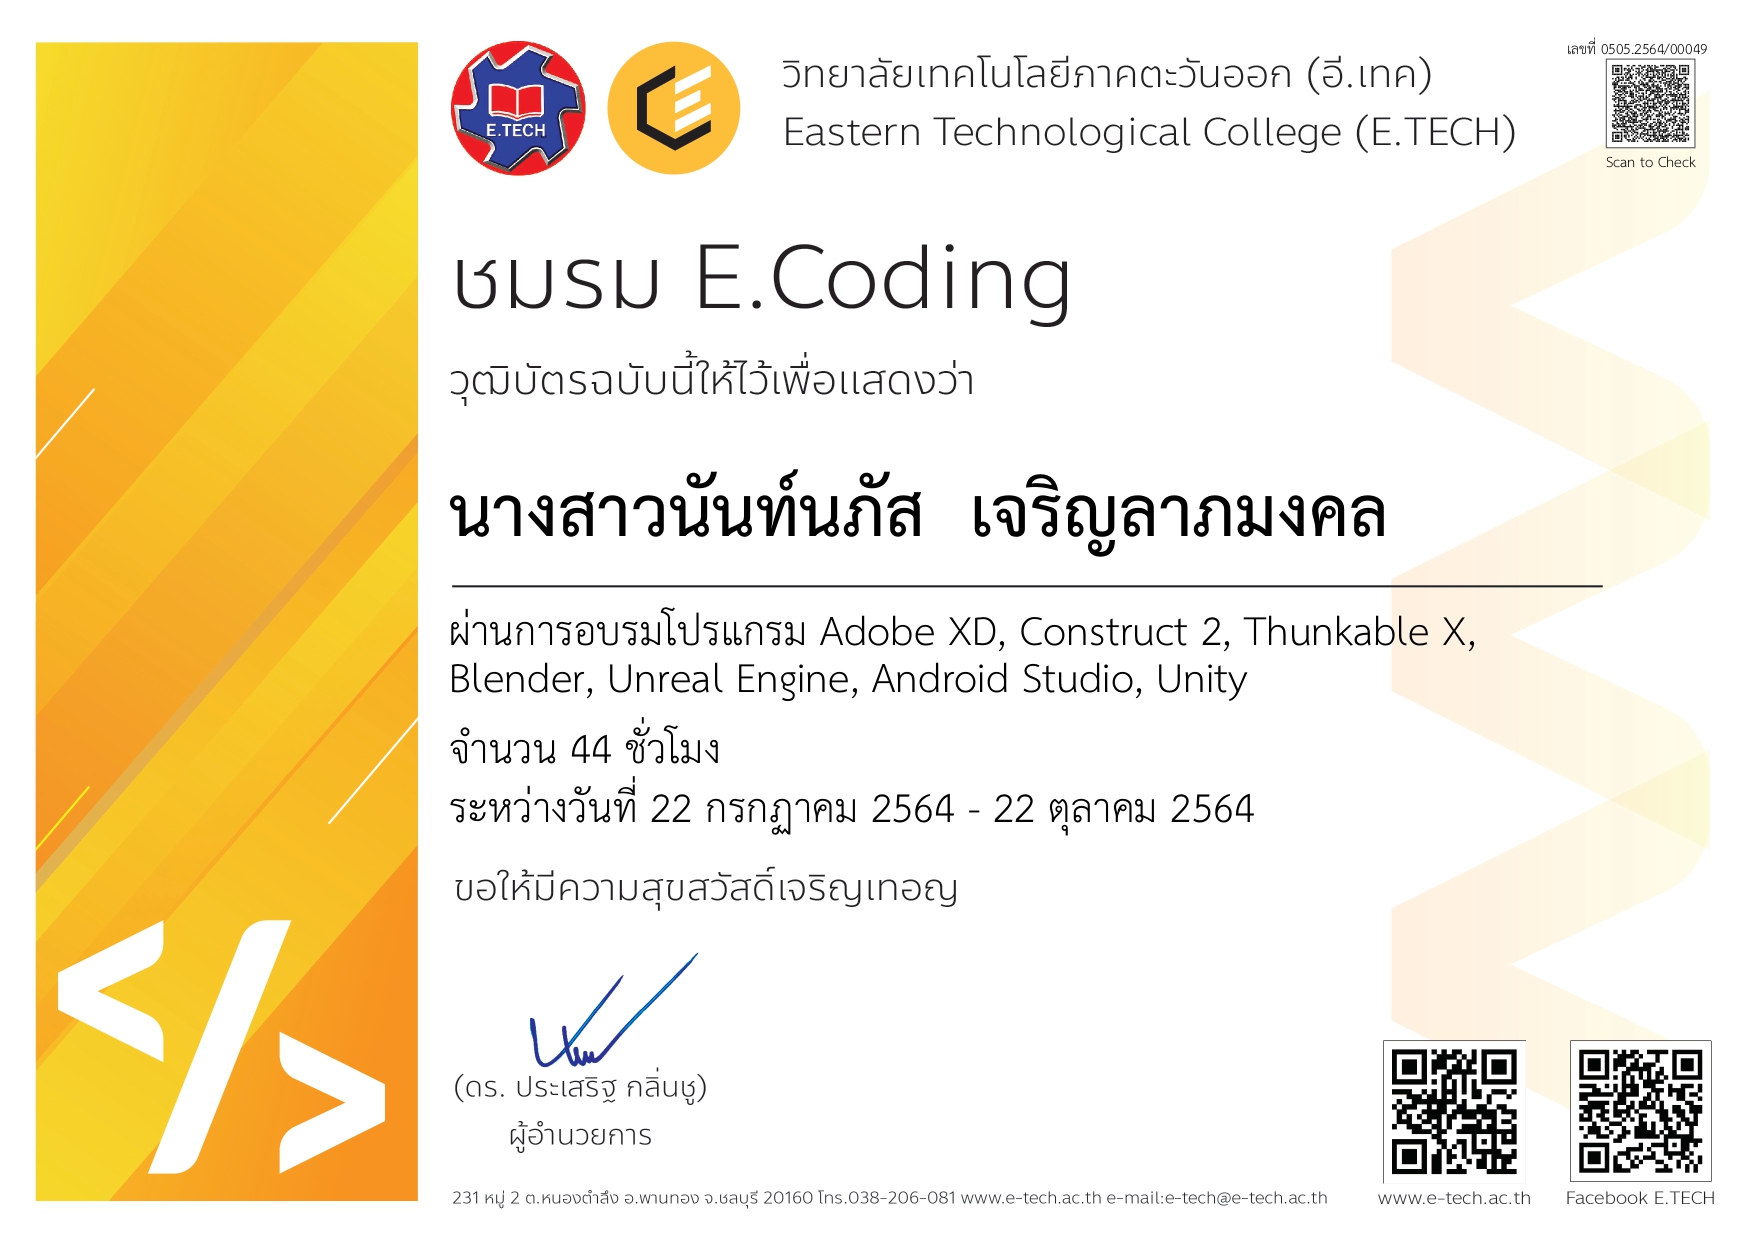 เลขที่ 0505.2564/00049
E.TECH
วิทยาลัยเทคโนโลยีภาคตะวันออก (อี.เทค)
Eastern Technological College (E.TECH)
Scan to Check
ชมรม E.Coding
วุฒิบัตรฉบับนี้ให้ไว้เพื่อแสดงว่า
นางสาวนันท์นภัส เจริญลาภมงคล
ผ่านการอบรมโปรแกรม Adobe XD, Construct 2, Thunkable X,
Blender, Unreal Engine, Android Studio, Unity
จำนวน 44 ชั่วโมง
ระหว่างวันที่ 22 กรกฏาคม 2564 - 22 ตุลาคม 2564
ขอให้มีความสุขสวัสดิ์เจริญเทอญ
(ดร. ประเสริฐ กลิ่นชู)
ผู้อำนวยการ
231 หมู่ 2 ต.หนองตำลึง อ.พานทอง จ.ชลบุรี 20160 โทร.038-206-081 www.e-tech.ac.th e-mail:e-tech@e-tech.ac.th
www.e-tech.ac.th
Facebook E.TECH